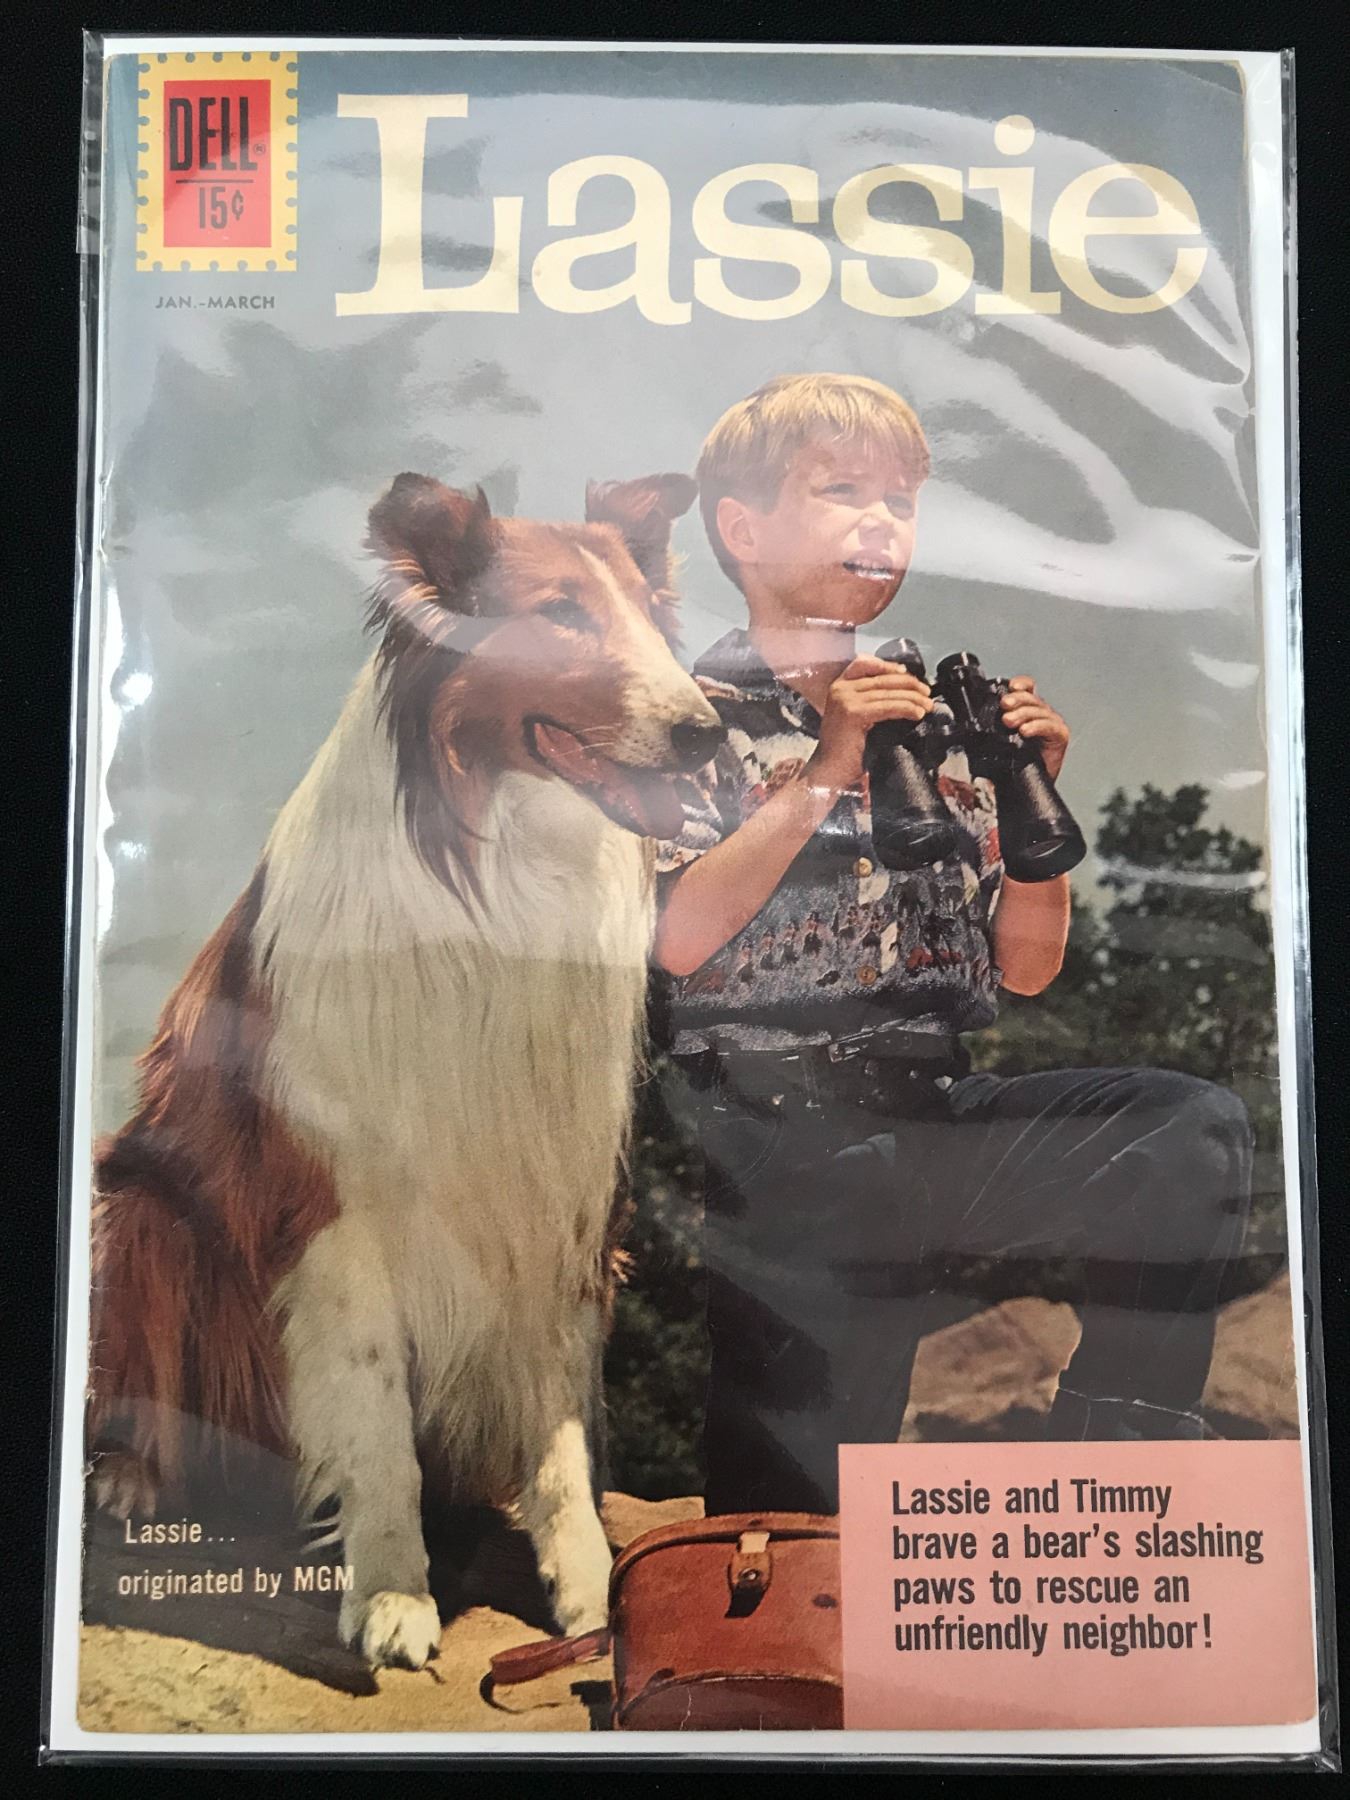 DELL®
15¢
JAN.-MARCH
Lassie
Lassie...
originated by MGM
Lassie and Timmy
brave a bear's slashing
paws to rescue an
unfriendly neighbor!